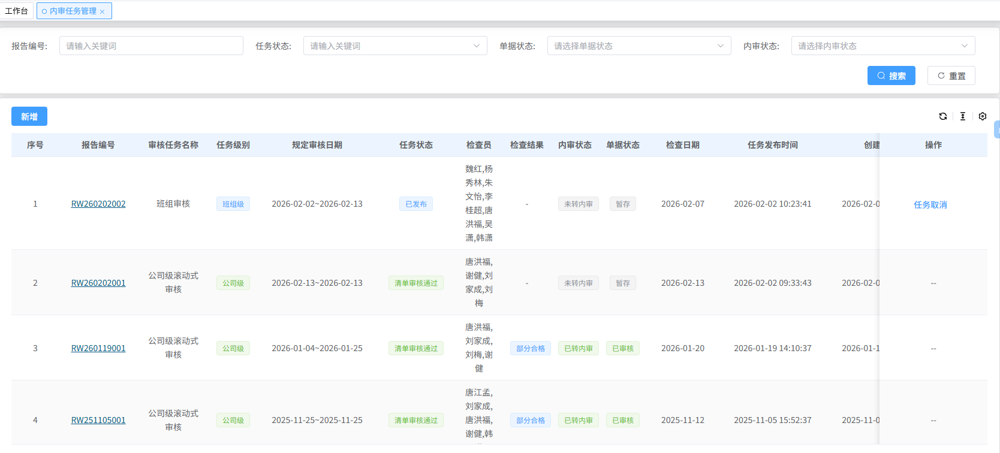 工作台
内审任务管理
报告编号:
请输入关键词
任务状态:
请输入关键词
单据状态:
请选择单据状态
内审状态:
请选择内审状态
搜索
重置
新增
序号 报告编号 审核任务名称 任务级别 规定审核日期 任务状态 检查员 检查结果 内审状态 单据状态 检查日期 任务发布时间 创建 操作
1 RW260202002 班组审核 班组级 2026-02-02~2026-02-13 已发布
魏红,杨
秀林,朱
文怡,李
桂超,唐
洪福,吴
潇,韩潇
- 未转内审 暂存 2026-02-07 2026-02-02 10:23:41 2026-02-0 任务取消
2 RW260202001
公司级滚动式
审核
公司级 2026-02-13~2026-02-13 清单审核通过
唐洪福,
谢健,刘
家成,刘
梅
- 未转内审 暂存 2026-02-13 2026-02-02 09:33:43 2026-02-0 --
3 RW260119001
公司级滚动式
审核
公司级 2026-01-04~2026-01-25 清单审核通过
唐洪福,
刘家成,
刘梅,谢
健
部分合格 已转内审 已审核 2026-01-20 2026-01-19 14:10:37 2026-01-1 --
4 RW251105001
公司级滚动式
审核
公司级 2025-11-25~2025-11-25 清单审核通过
唐江孟,
刘家成,
唐洪福,
谢健,韩
部分合格 已转内审 已审核 2025-11-12 2025-11-05 15:52:37 2025-11-0 --